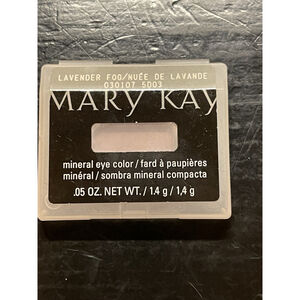 LAVENDER FOG/NUÉE DE LAVANDE
030107 5D03
MARY KAY
mineral eye color / fard à paupières
minéral / sombra mineral compacta
.05 OZ. NET WT. / 1.4 g / 1,4 g